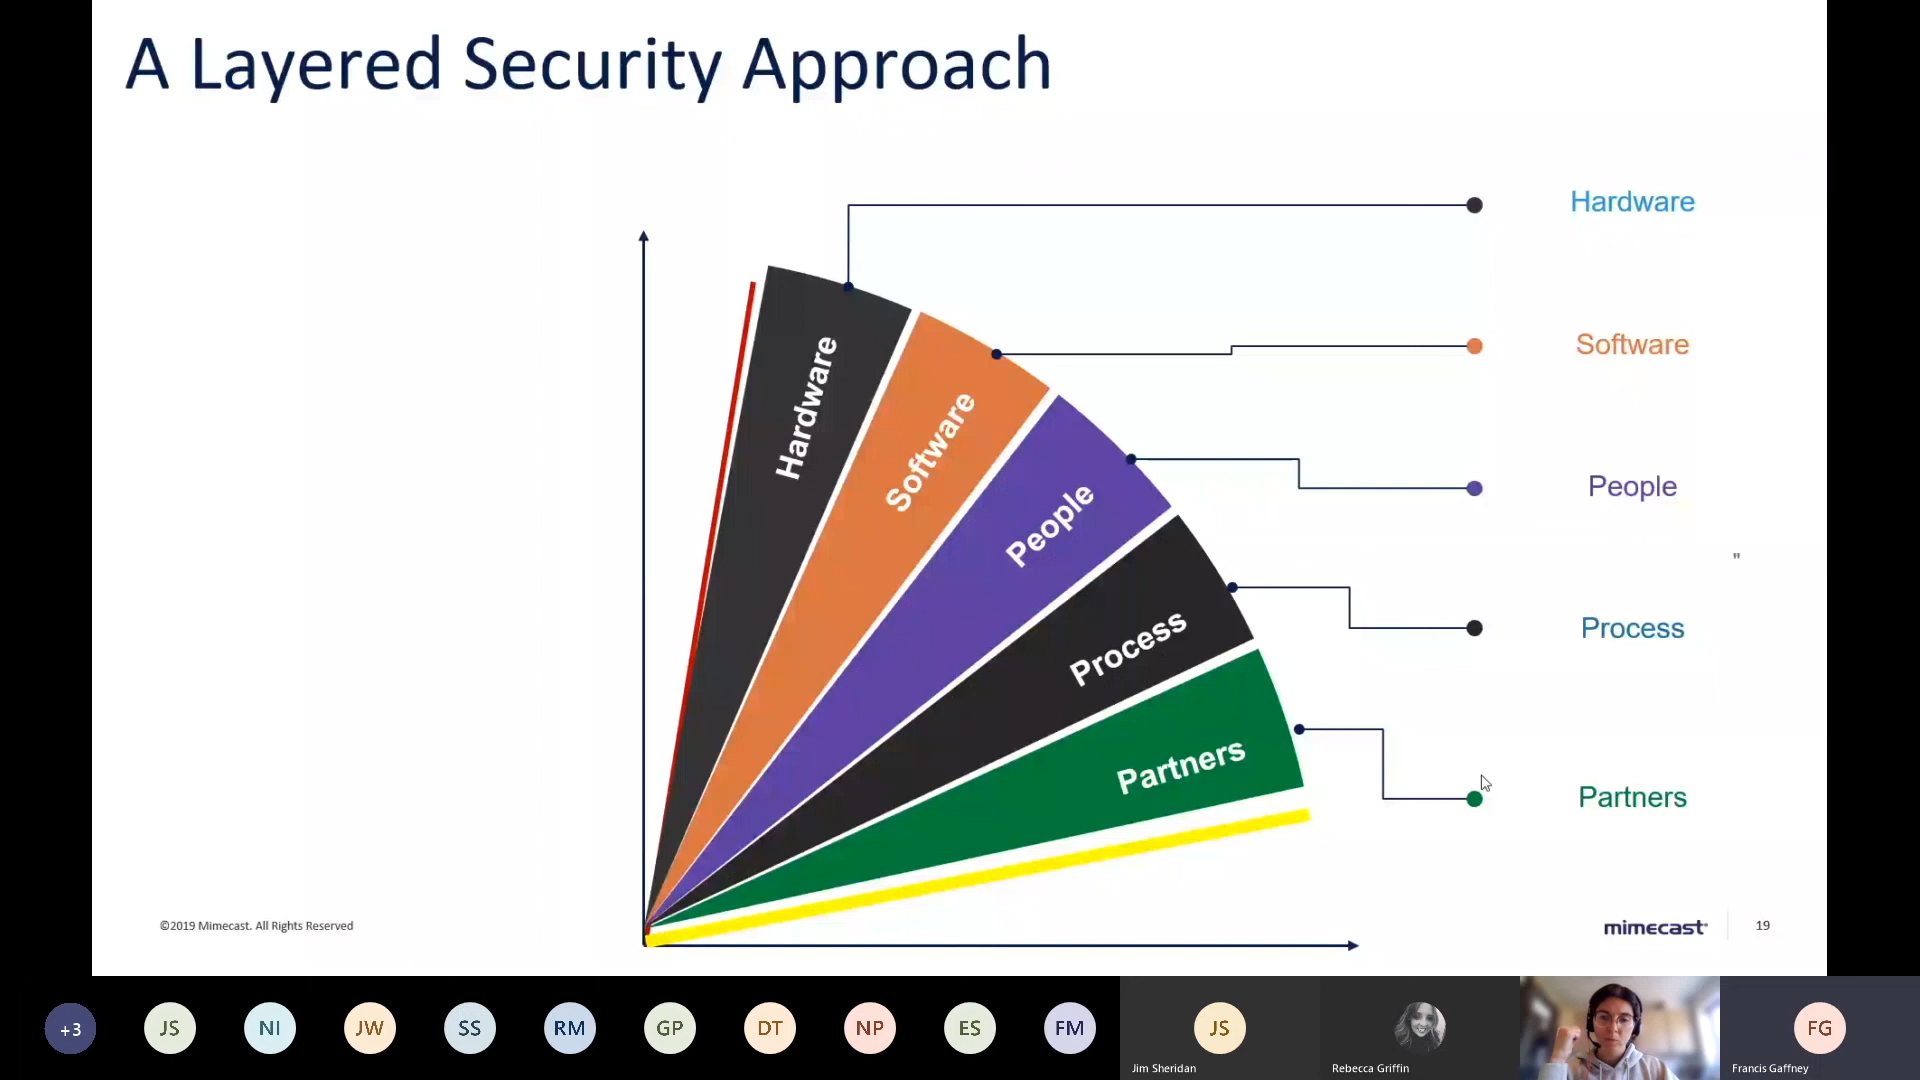 A Layered Security Approach
Hardware
Software
People
"
Process
Partners
Hardware
Software
People
Process
Partners
©2019 Mimecast. All Rights Reserved
mimecast
19
+3
JS
NI
JW
SS
RM
GP
DT
NP
ES
FM
JS
Jim Sheridan
Rebecca Griffin
FG
Francis Gaffney